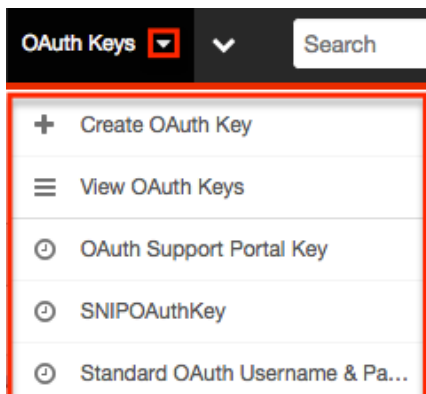 OAuth Keys Search
Create OAuth Key
View OAuth Keys
OAuth Support Portal Key
SNIPOAuthKey
Standard OAuth Username & Pa...